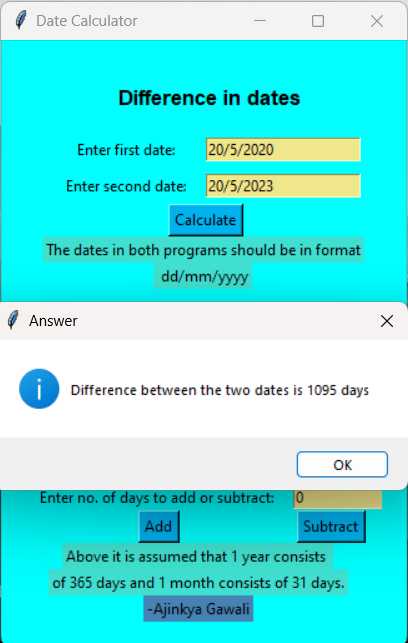 Date Calculator
Difference in dates
Enter first date: 20/5/2020
Enter second date: 20/5/2023
Calculate
The dates in both programs should be in format
dd/mm/yyyy
Answer
Difference between the two dates is 1095 days
OK
Enter no. of days to add or subtract: 0
Add Subtract
Above it is assumed that 1 year consists
of 365 days and 1 month consists of 31 days.
-Ajinkya Gawali